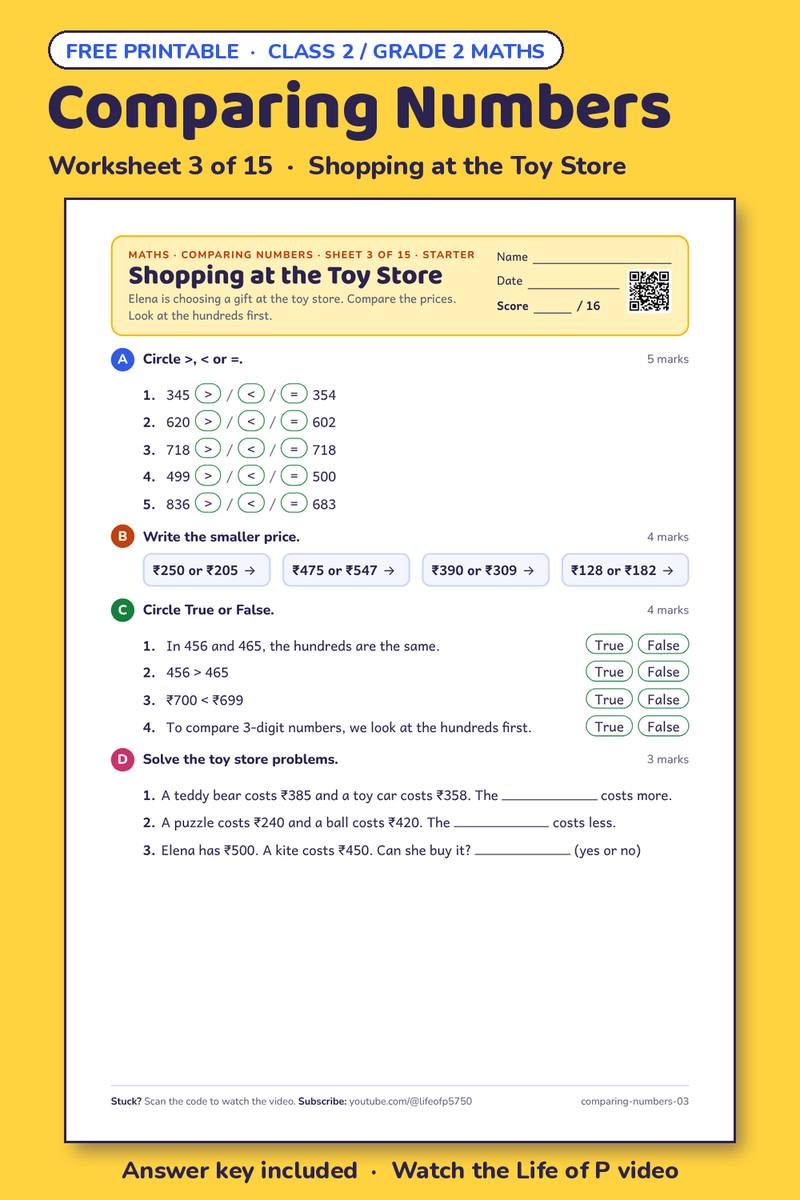 FREE PRINTABLE · CLASS 2 / GRADE 2 MATHS
Comparing Numbers
Worksheet 3 of 15 · Shopping at the Toy Store
MATHS · COMPARING NUMBERS · SHEET 3 OF 15 · STARTER
Shopping at the Toy Store
Elena is choosing a gift at the toy store. Compare the prices.
Look at the hundreds first.
Name
Date
Score / 16
A Circle >, < or =. 5 marks
1. 345 > / < / = 354
2. 620 > / < / = 602
3. 718 > / < / = 718
4. 499 > / < / = 500
5. 836 > / < / = 683
B Write the smaller price. 4 marks
₹250 or ₹205 → ₹475 or ₹547 → ₹390 or ₹309 → ₹128 or ₹182 →
C Circle True or False. 4 marks
1. In 456 and 465, the hundreds are the same. True False
2. 456 > 465 True False
3. ₹700 < ₹699 True False
4. To compare 3-digit numbers, we look at the hundreds first. True False
D Solve the toy store problems. 3 marks
1. A teddy bear costs ₹385 and a toy car costs ₹358. The ____________ costs more.
2. A puzzle costs ₹240 and a ball costs ₹420. The ____________ costs less.
3. Elena has ₹500. A kite costs ₹450. Can she buy it? ____________ (yes or no)
Stuck? Scan the code to watch the video. Subscribe: youtube.com/@lifeofp5750 comparing-numbers-03
Answer key included · Watch the Life of P video